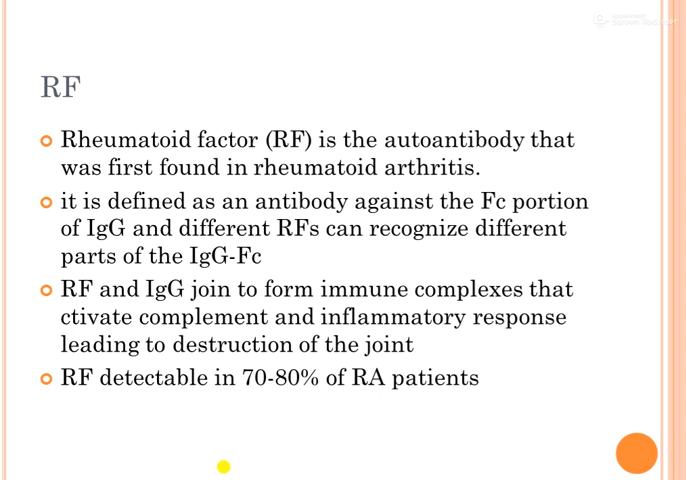 Screen Recorder
RF
Rheumatoid factor (RF) is the autoantibody that
was first found in rheumatoid arthritis.
it is defined as an antibody against the Fc portion
of IgG and different RFs can recognize different
parts of the IgG-Fc
RF and IgG join to form immune complexes that
ctivate complement and inflammatory response
leading to destruction of the joint
RF detectable in 70-80% of RA patients